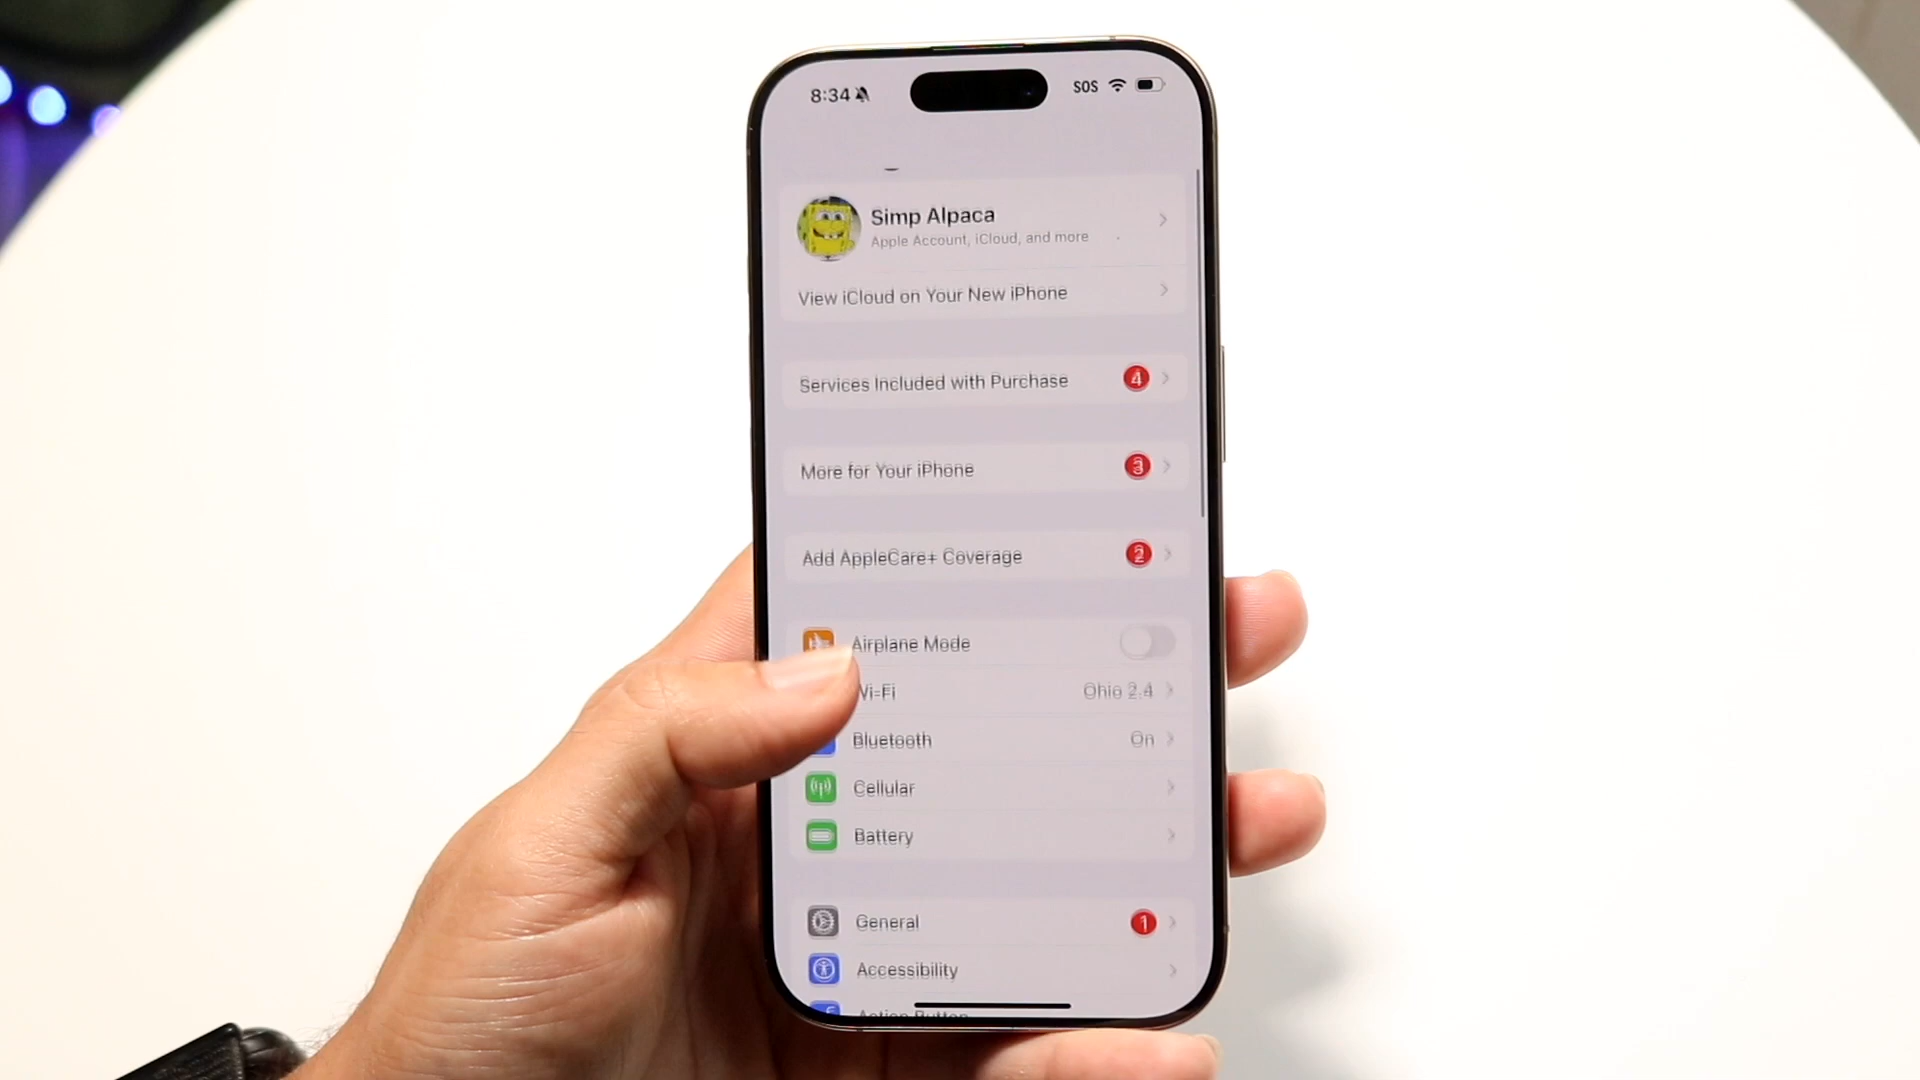 8:34
SOS
Simp Alpaca
Apple Account, iCloud, and more
View iCloud on Your New iPhone
Services Included with Purchase 4
More for Your iPhone 3
Add AppleCare+ Coverage 2
Airplane Mode
Wi-Fi Ohio 2.4
Bluetooth On
Cellular
Battery
General 1
Accessibility
Action Button